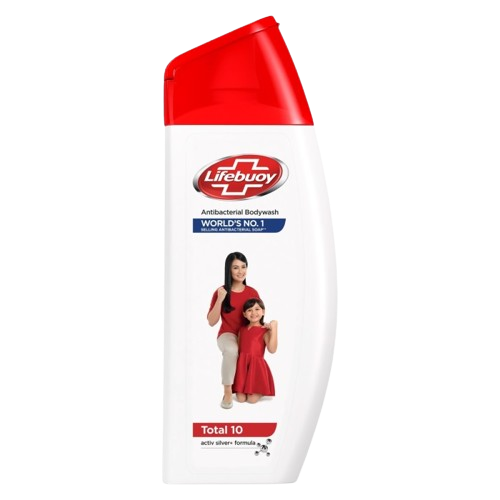 Lifebuoy
Antibacterial Bodywash
WORLD'S NO. 1
SELLING ANTIBACTERIAL SOAP**
Total 10
activ silver+ formula